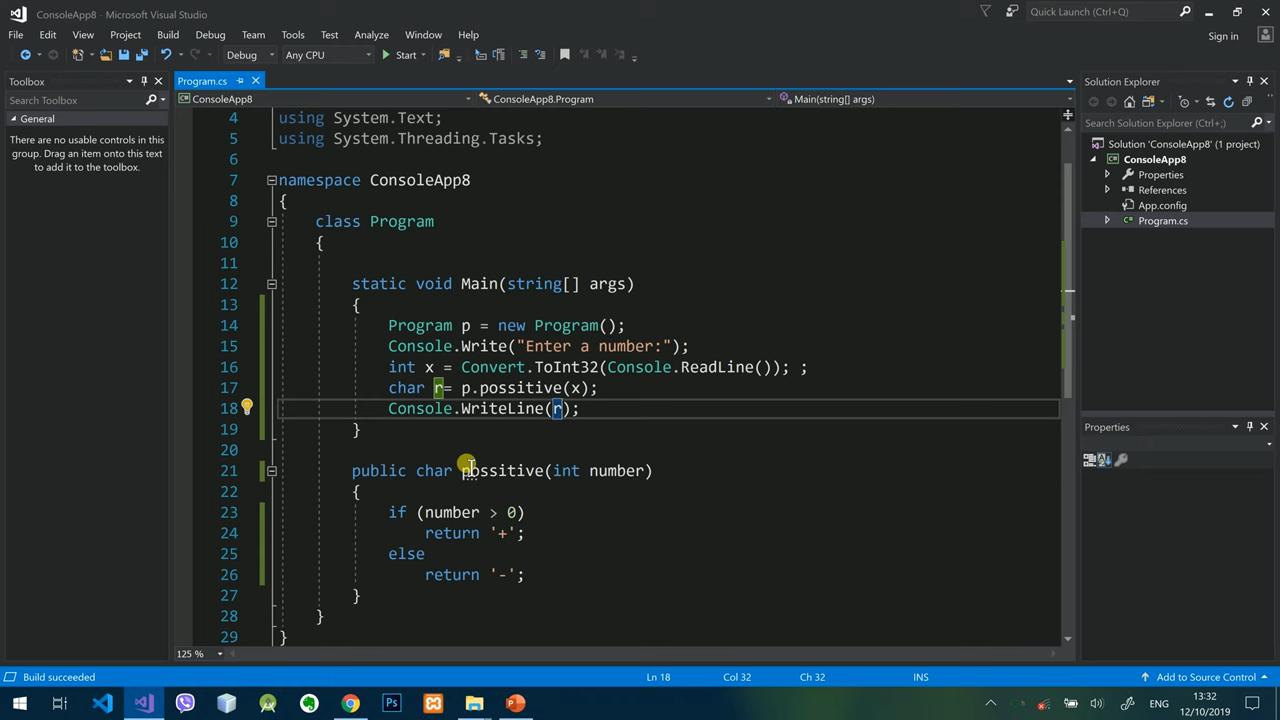 ConsoleApp8 - Microsoft Visual Studio
Quick Launch (Ctrl+Q)
File Edit View Project Build Debug Team Tools Test Analyze Window Help
Sign in
Debug Any CPU Start
Toolbox
Program.cs
Solution Explorer
Search Toolbox
ConsoleApp8 ConsoleApp8.Program Main(string[] args)
General
There are no usable controls in this
group. Drag an item onto this text
to add it to the toolbox.
Search Solution Explorer (Ctrl+;)
Solution 'ConsoleApp8' (1 project)
ConsoleApp8
Properties
References
App.config
Program.cs
4 using System.Text;
5 using System.Threading.Tasks;
6
7 namespace ConsoleApp8
8 {
9 class Program
10 {
11
12 static void Main(string[] args)
13 {
14 Program p = new Program();
15 Console.Write("Enter a number:");
16 int x = Convert.ToInt32(Console.ReadLine()); ;
17 char r= p.possitive(x);
18 Console.WriteLine(r);
19 }
20
21 public char possitive(int number)
22 {
23 if (number > 0)
24 return '+';
25 else
26 return '-';
27 }
28 }
29 }
Properties
125 %
Build succeeded Ln 18 Col 32 Ch 32 INS Add to Source Control
ENG
13:32
12/10/2019